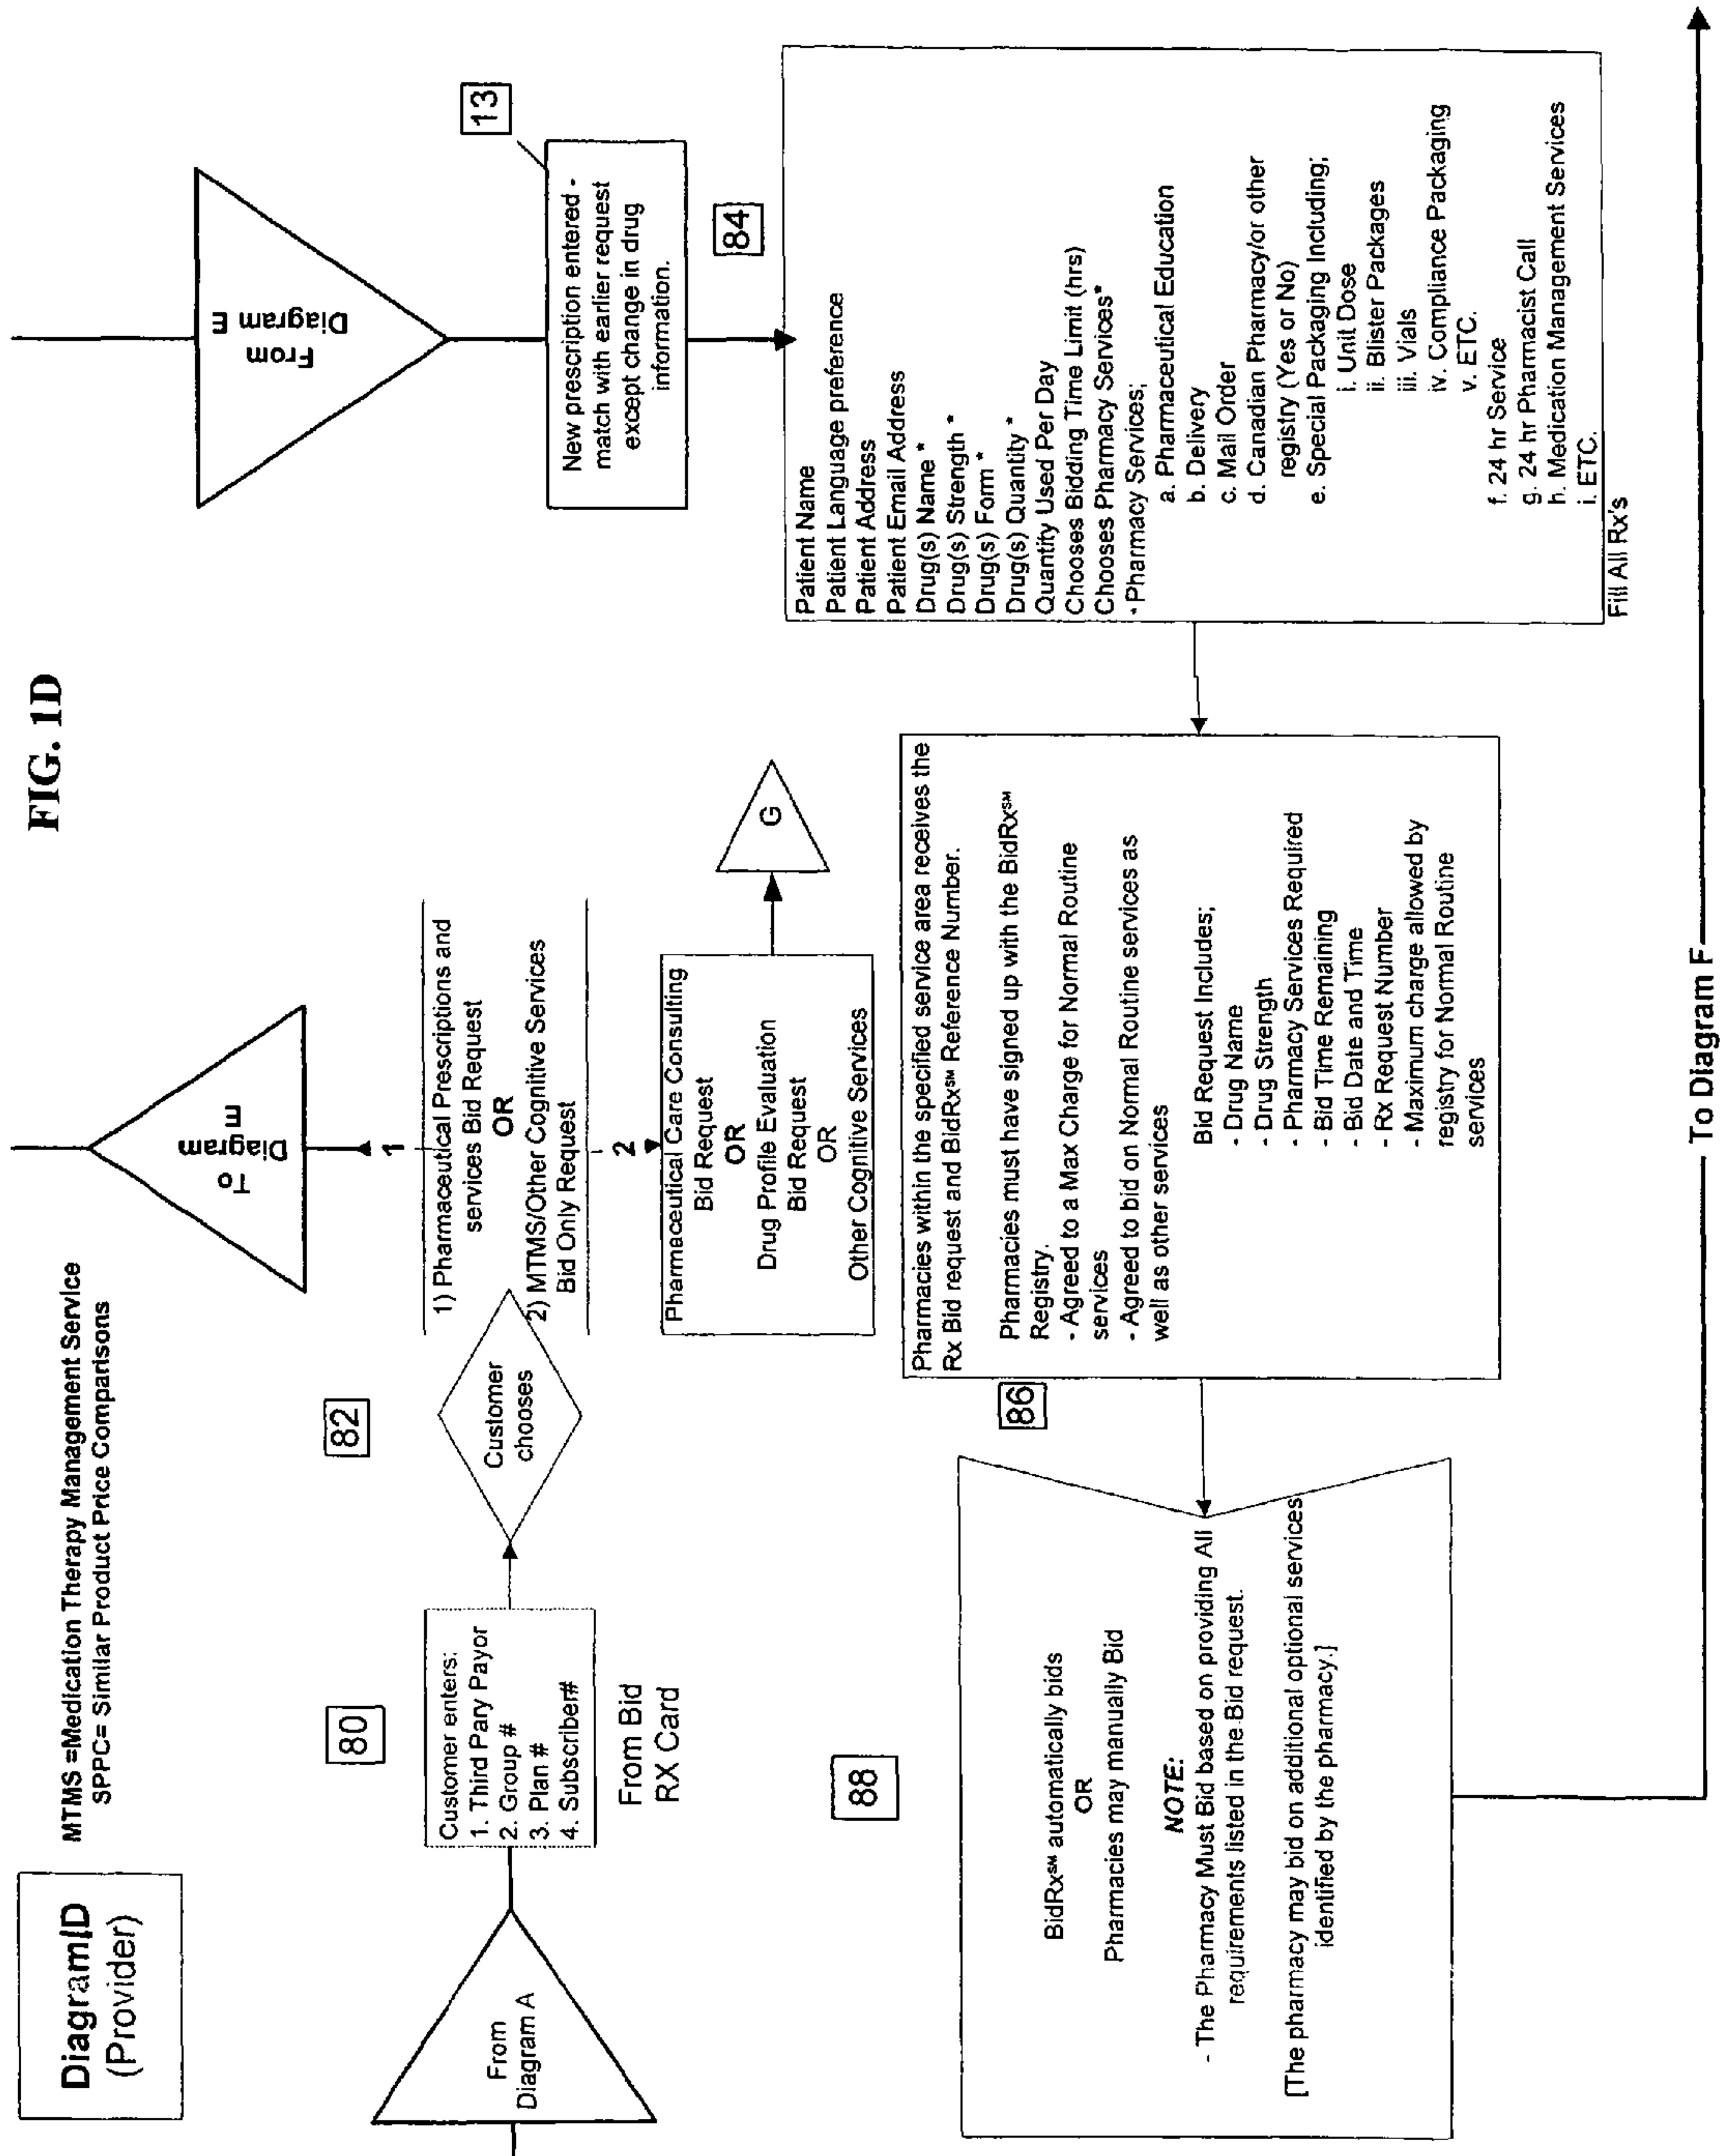 FIG. 1D
Diagram D
(Provider)
MTMS =Medication Therapy Management Service
SPPC= Similar Product Price Comparisons
From
Diagram A
80
Customer enters:
1. Third Pary Payor
2. Group #
3. Plan #
4. Subscriber#
From Bid
RX Card
82
Customer
chooses
To
Diagram
E
1
1) Pharmaceutical Prescriptions and
services Bid Request
OR
2) MTMS/Other Cognitive Services
Bid Only Request
2
Pharmaceutical Care Consulting
Bid Request
OR
Drug Profile Evaluation
Bid Request
OR
Other Cognitive Services
G
From
Diagram E
13
New prescription entered -
match with earlier request
except change in drug
information.
84
Patient Name
Patient Language preference
Patient Address
Patient Email Address
Drug(s) Name *
Drug(s) Strength *
Drug(s) Form *
Drug(s) Quantity *
Quantity Used Per Day
Chooses Bidding Time Limit (hrs)
Chooses Pharmacy Services*
*Pharmacy Services;
a. Pharmaceutical Education
b. Delivery
c. Mail Order
d. Canadian Pharmacy/or other
registry (Yes or No)
e. Special Packaging Including;
i. Unit Dose
ii. Blister Packages
iii. Vials
iv. Compliance Packaging
v. ETC.
f. 24 hr Service
g. 24 hr Pharmacist Call
h. Medication Management Services
i. ETC.
Fill All Rx's
86
Pharmacies within the specified service area receives the
Rx Bid request and BidRx℠ Reference Number.
Pharmacies must have signed up with the BidRx℠
Registry.
- Agreed to a Max Charge for Normal Routine
services
- Agreed to bid on Normal Routine services as
well as other services
Bid Request Includes;
- Drug Name
- Drug Strength
- Pharmacy Services Required
- Bid Time Remaining
- Bid Date and Time
- Rx Request Number
- Maximum charge allowed by
registry for Normal Routine
services
88
BidRx℠ automatically bids
OR
Pharmacies may manually Bid
NOTE:
- The Pharmacy Must Bid based on providing All
requirements listed in the Bid request.
[The pharmacy may bid on additional optional services
identified by the pharmacy.]
To Diagram F